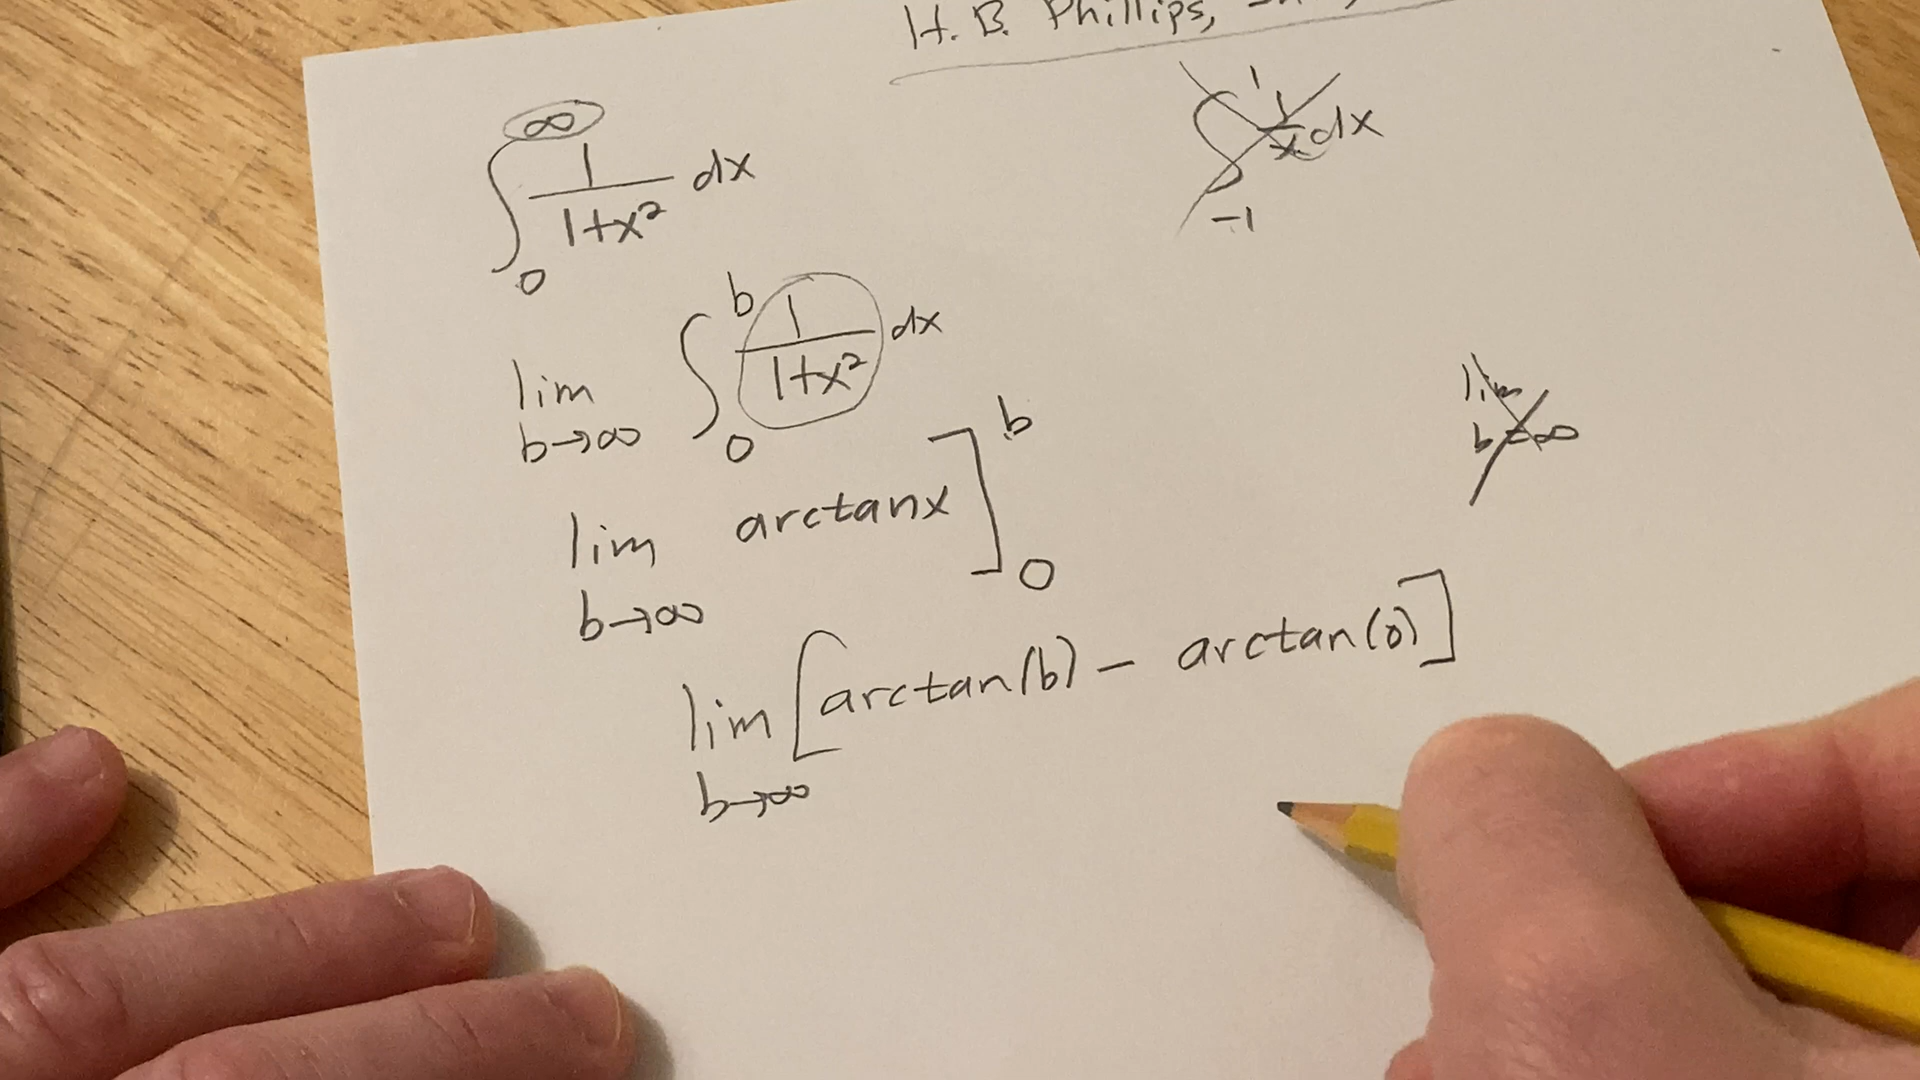 H. B. Phillips,
∫₀^∞ 1/(1+x²) dx
∫₋₁^1 1/x dx
lim b→∞ ∫₀^b 1/(1+x²) dx
lim b=∞
lim b→∞ arctanx]₀^b
lim b→∞ [arctan(b) – arctan(0)]